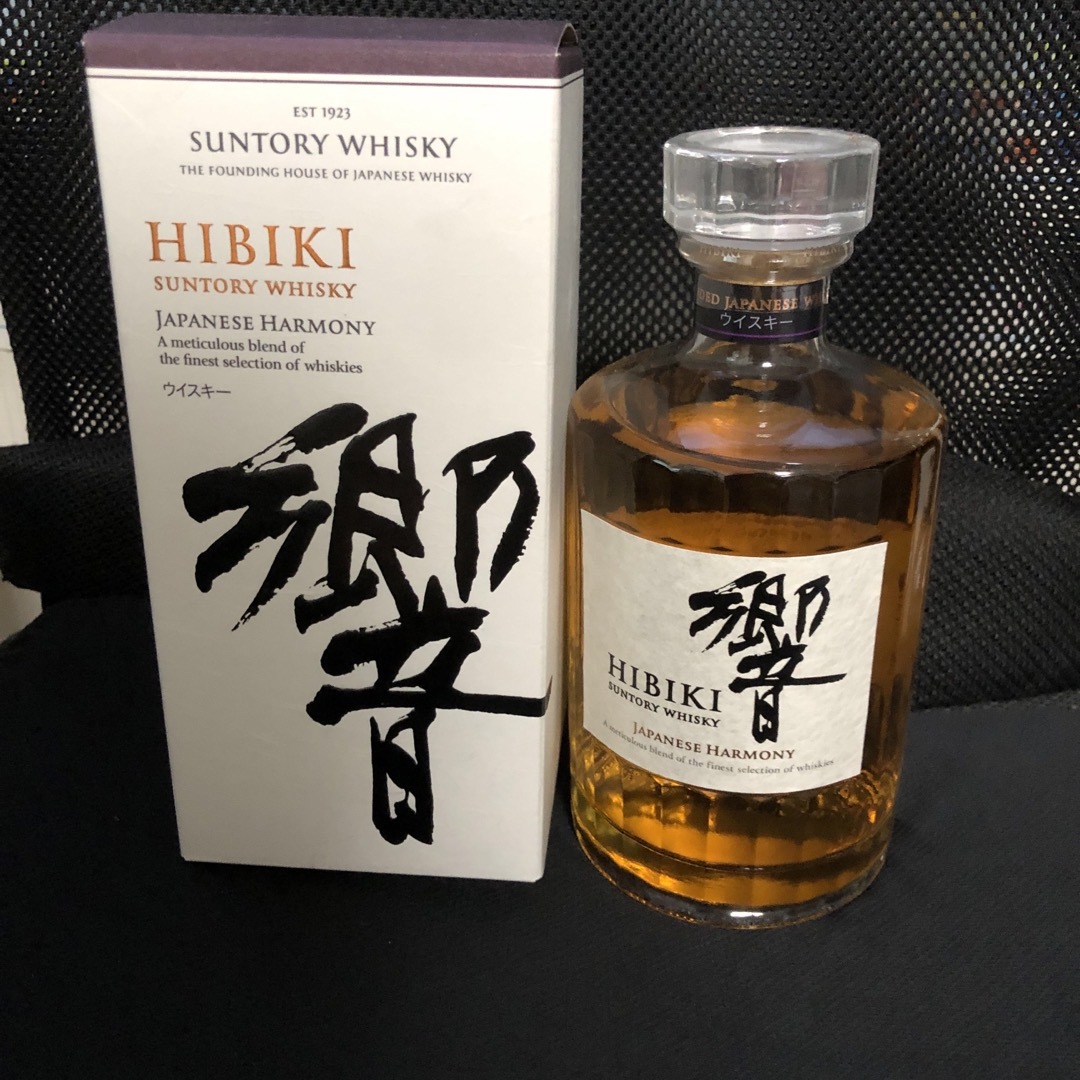 EST 1923
SUNTORY WHISKY
THE FOUNDING HOUSE OF JAPANESE WHISKY
HIBIKI
SUNTORY WHISKY
JAPANESE HARMONY
A meticulous blend of
the finest selection of whiskies
ウイスキー
響
JAPANESE
ウイスキー
響
HIBIKI
SUNTORY WHISKY
JAPANESE HARMONY
A meticulous blend of the finest selection of whiskies